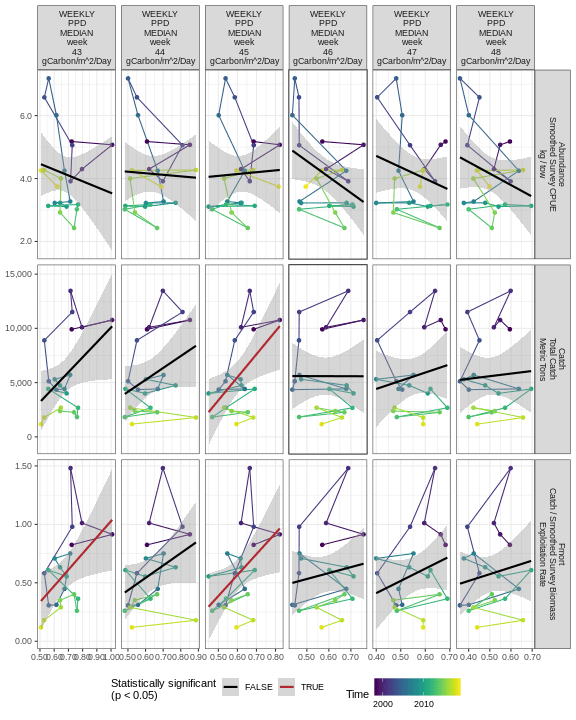 WEEKLY PPD MEDIAN week 43 gCarbon/m^2/Day
WEEKLY PPD MEDIAN week 44 gCarbon/m^2/Day
WEEKLY PPD MEDIAN week 45 gCarbon/m^2/Day
WEEKLY PPD MEDIAN week 46 gCarbon/m^2/Day
WEEKLY PPD MEDIAN week 47 gCarbon/m^2/Day
WEEKLY PPD MEDIAN week 48 gCarbon/m^2/Day
6.0
4.0
2.0
Abundance
Smoothed Survey CPUE
kg / tow
15,000
10,000
5,000
0
Catch
Total Catch
Metric Tons
1.50
1.00
0.50
0.00
Fmort
Catch / Smoothed Survey Biomass
Exploitation Rate
0.50 0.60 0.70 0.80 0.90 1.00
0.50 0.60 0.70 0.80 0.90
0.50 0.60 0.70 0.80
0.50 0.60 0.70
0.40 0.50 0.60 0.70
0.40 0.50 0.60 0.70
Statistically significant
(p < 0.05)
FALSE
TRUE
Time
2000 2010